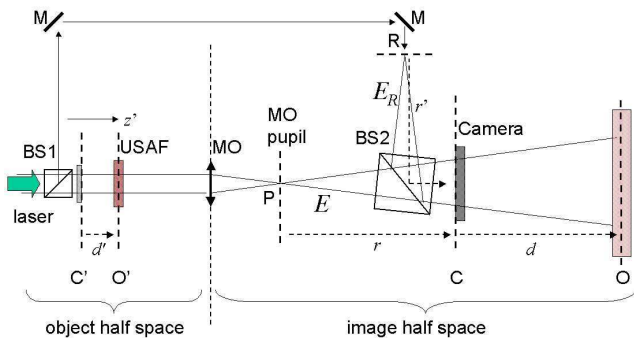 M
M
R
z'
E_R
r'
BS1
USAF
MO
MO
pupil
BS2
Camera
laser
P
E
d'
r
d
C'
O'
C
O
object half space
image half space